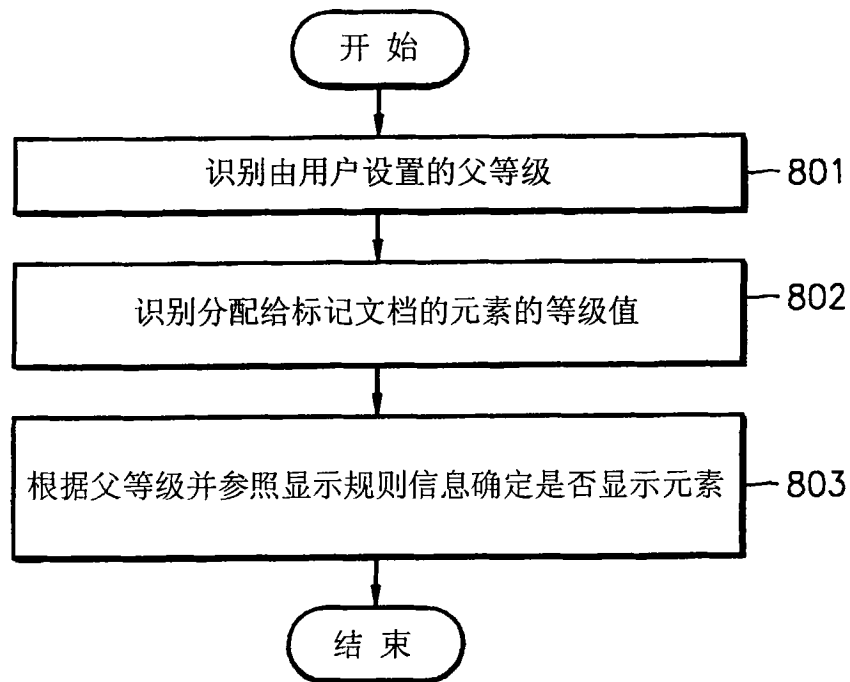 开 始
识别由用户设置的父等级
801
识别分配给标记文档的元素的等级值
802
根据父等级并参照显示规则信息确定是否显示元素
803
结 束